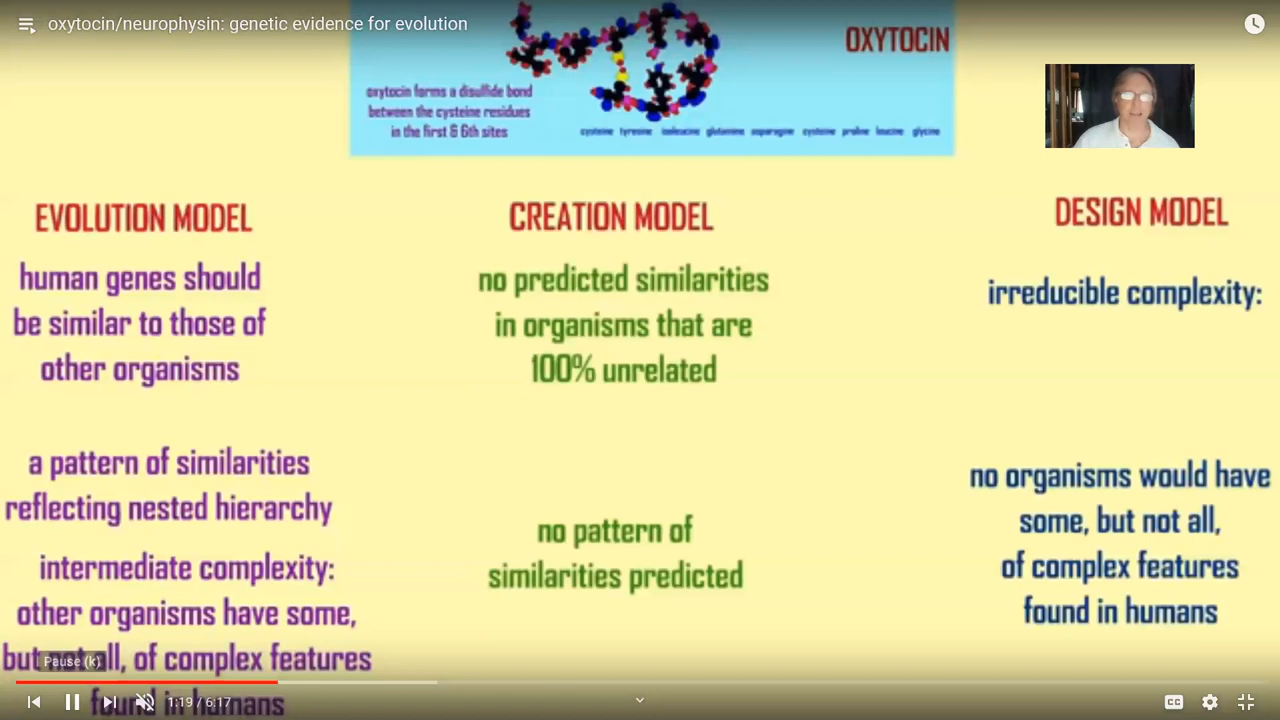 oxytocin/neurophysin: genetic evidence for evolution
OXYTOCIN
oxytocin forms a disulfide bond
between the cysteine residues
in the first & 6th sites
cysteine tyrosine isoleucine glutamine asparagine cysteine proline leucine glycine
EVOLUTION MODEL
human genes should
be similar to those of
other organisms
a pattern of similarities
reflecting nested hierarchy
intermediate complexity:
other organisms have some,
but not all, of complex features
found in humans
CREATION MODEL
no predicted similarities
in organisms that are
100% unrelated
no pattern of
similarities predicted
DESIGN MODEL
irreducible complexity:
no organisms would have
some, but not all,
of complex features
found in humans
Pause (k)
1:19 / 6:17
CC